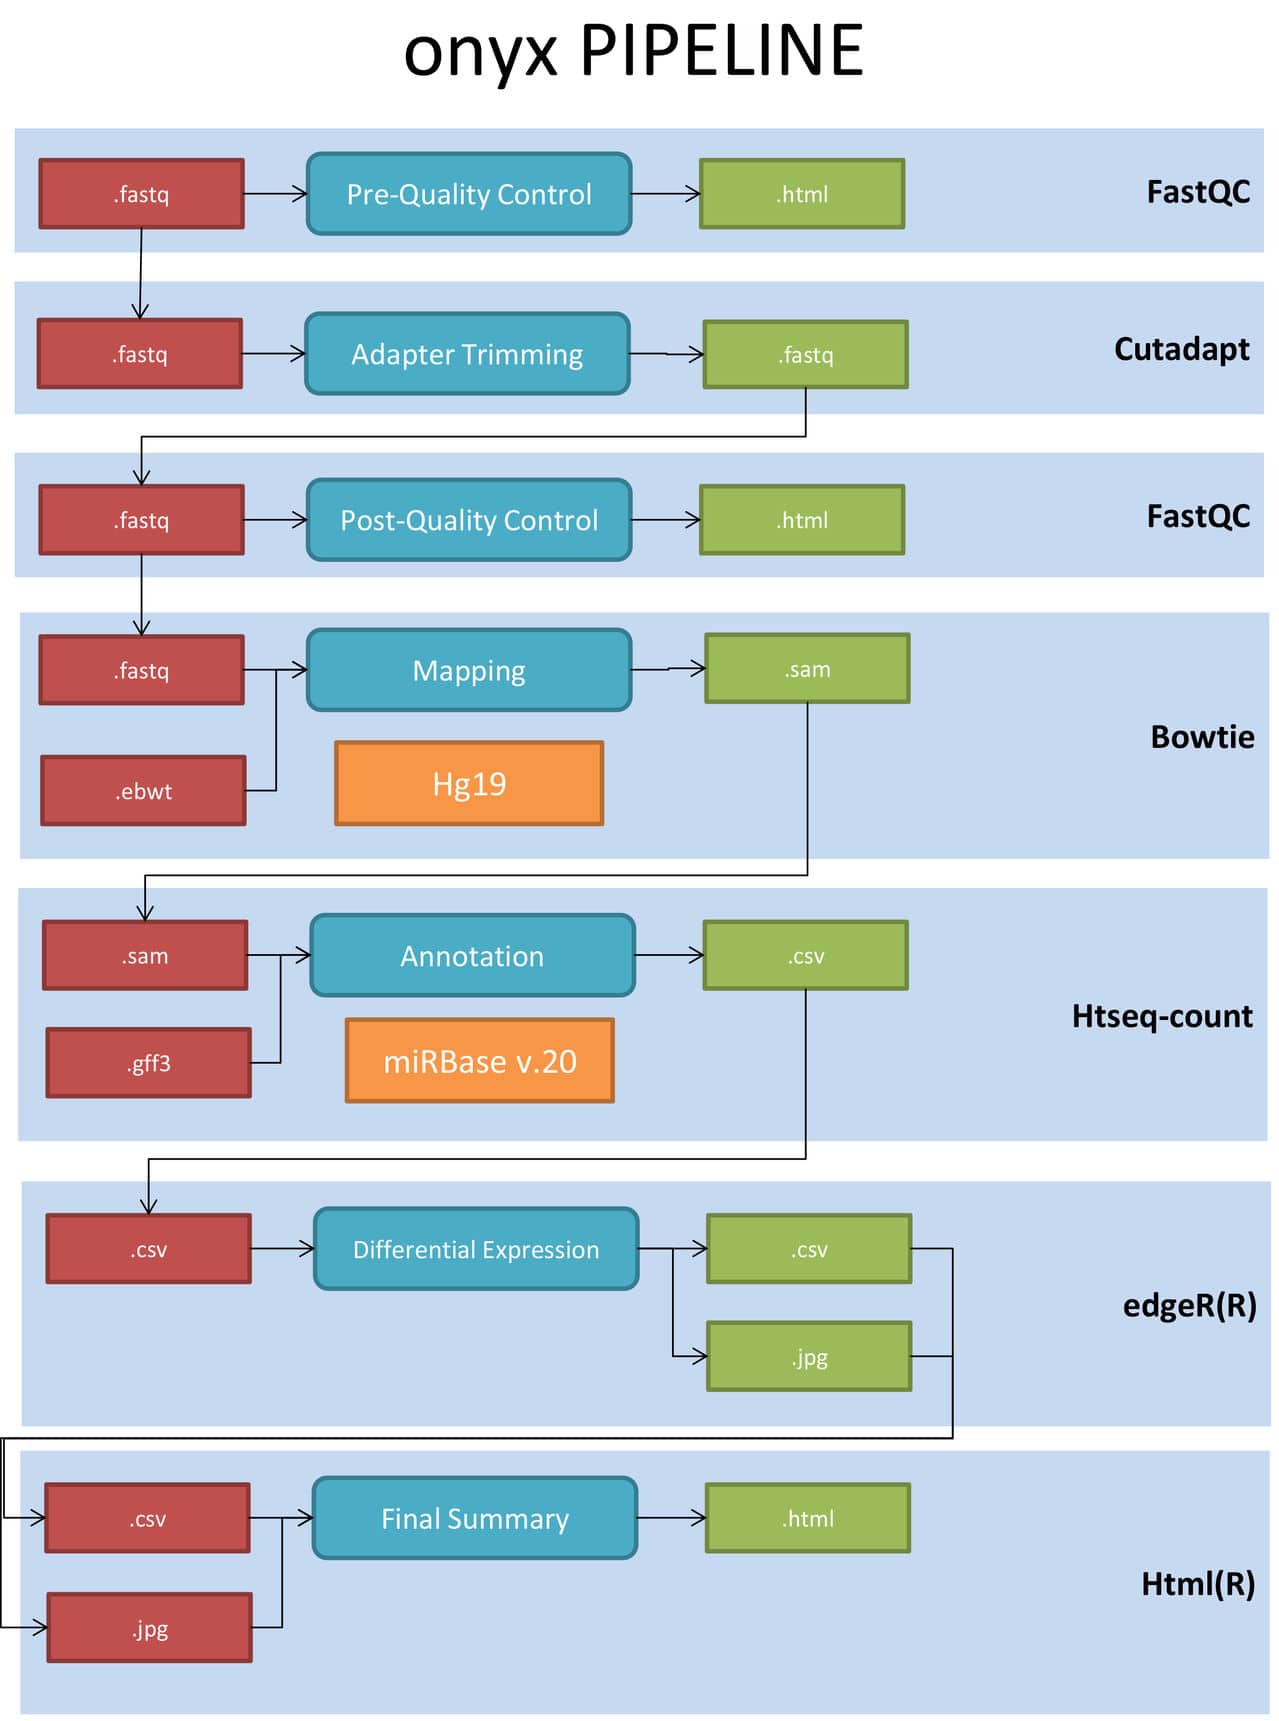 onyx PIPELINE
.fastq
Pre-Quality Control
.html
FastQC
.fastq
Adapter Trimming
.fastq
Cutadapt
.fastq
Post-Quality Control
.html
FastQC
.fastq
Mapping
.sam
.ebwt
Hg19
Bowtie
.sam
Annotation
.csv
.gff3
miRBase v.20
Htseq-count
.csv
Differential Expression
.csv
.jpg
edgeR(R)
.csv
Final Summary
.html
.jpg
Html(R)